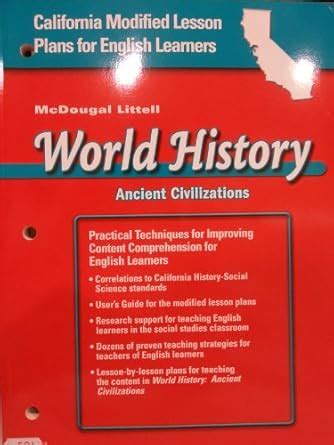 California Modified Lesson
Plans for English Learners
McDougal Littell
World History
Ancient Civilizations
Practical Techniques for Improving
Content Comprehension for
English Learners
• Correlations to California History-Social
Science standards
• User's Guide for the modified lesson plans
• Research support for teaching English
learners in the social studies classroom
• Dozens of proven teaching strategies for
teachers of English learners
• Lesson-by-lesson plans for teaching
the content in World History: Ancient
Civilizations